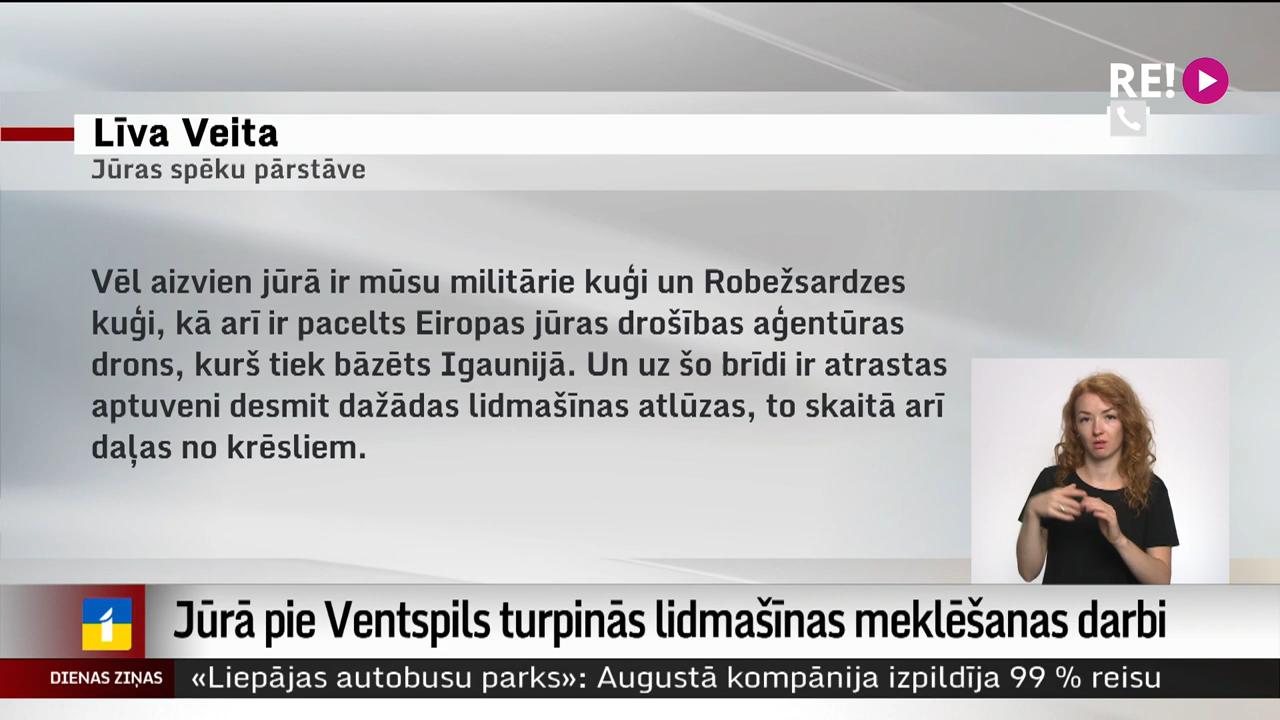 RE!
Līva Veita
Jūras spēku pārstāve
Vēl aizvien jūrā ir mūsu militārie kuģi un Robežsardzes
kuģi, kā arī ir pacelts Eiropas jūras drošības aģentūras
drons, kurš tiek bāzēts Igaunijā. Un uz šo brīdi ir atrastas
aptuveni desmit dažādas lidmašīnas atlūzas, to skaitā arī
daļas no krēsliem.
1
Jūrā pie Ventspils turpinās lidmašīnas meklēšanas darbi
DIENAS ZIŅAS
«Liepājas autobusu parks»: Augustā kompānija izpildīja 99 % reisu